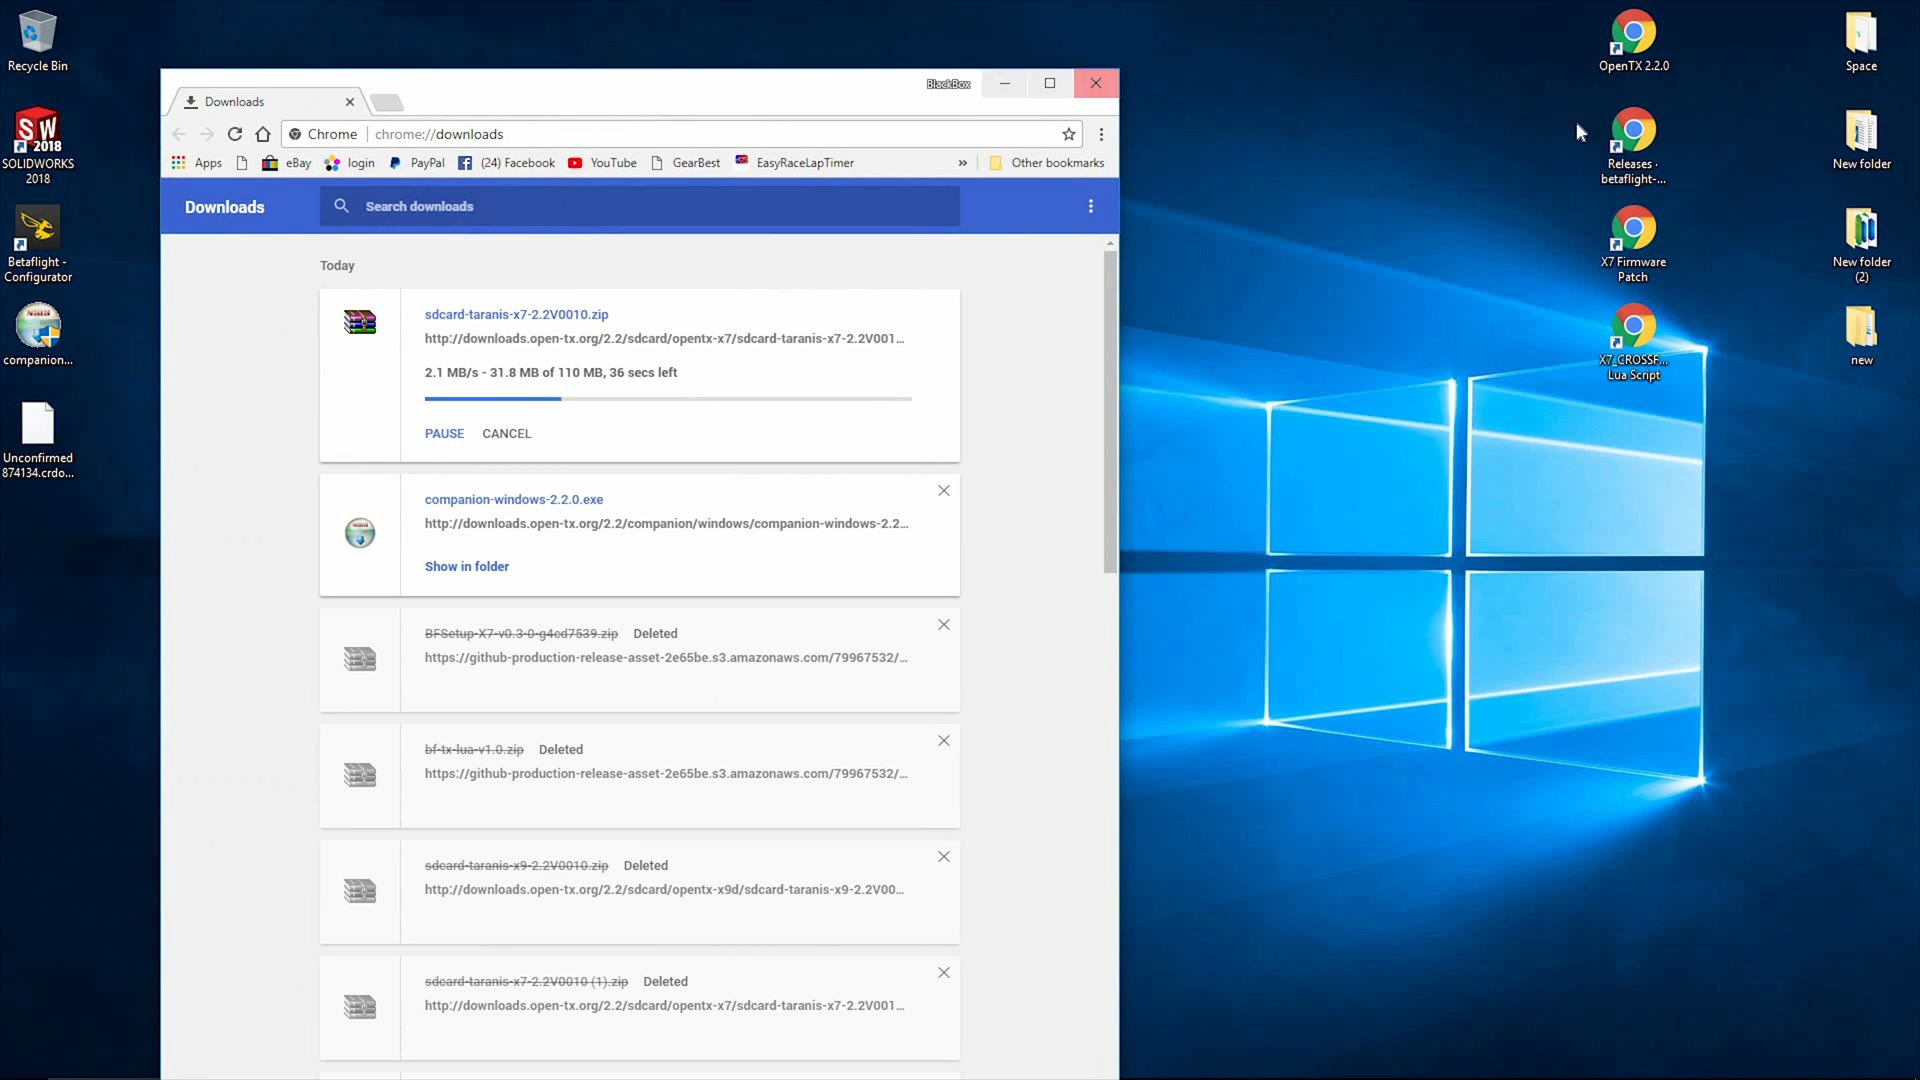 Recycle Bin
SW
2018
SOLIDWORKS
2018
Betaflight -
Configurator
NSIS
companion...
Unconfirmed
874134.crdo...
BlackBox
Downloads
Chrome
chrome://downloads
Apps
eBay
login
PayPal
(24) Facebook
YouTube
GearBest
EasyRaceLapTimer
»
Other bookmarks
Downloads
Search downloads
Today
sdcard-taranis-x7-2.2V0010.zip
http://downloads.open-tx.org/2.2/sdcard/opentx-x7/sdcard-taranis-x7-2.2V001...
2.1 MB/s - 31.8 MB of 110 MB, 36 secs left
PAUSE CANCEL
companion-windows-2.2.0.exe
http://downloads.open-tx.org/2.2/companion/windows/companion-windows-2.2...
Show in folder
BFSetup-X7-v0.3-0-g4cd7539.zip Deleted
https://github-production-release-asset-2e65be.s3.amazonaws.com/79967532/...
bf-tx-lua-v1.0.zip Deleted
https://github-production-release-asset-2e65be.s3.amazonaws.com/79967532/...
sdcard-taranis-x9-2.2V0010.zip Deleted
http://downloads.open-tx.org/2.2/sdcard/opentx-x9d/sdcard-taranis-x9-2.2V00...
sdcard-taranis-x7-2.2V0010 (1).zip Deleted
http://downloads.open-tx.org/2.2/sdcard/opentx-x7/sdcard-taranis-x7-2.2V001...
OpenTX 2.2.0
Releases ·
betaflight-...
X7 Firmware
Patch
X7_CROSSF...
Lua Script
Space
New folder
New folder
(2)
new